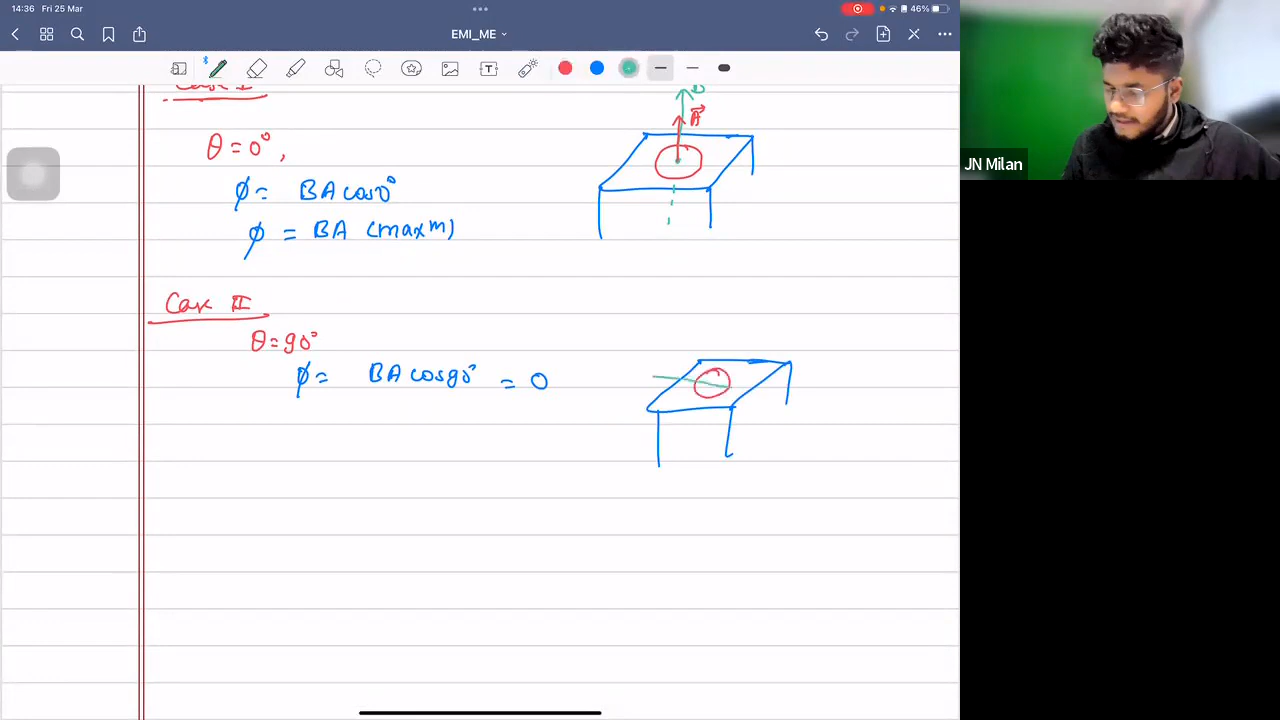 14:36 Fri 25 Mar
46%
EMI_ME
JN Milan
Case I
B
A⃗
θ = 0°,
ϕ = BA cos0°
ϕ = BA (maxm)
Case II
θ = 90°
ϕ = BA cos90° = 0